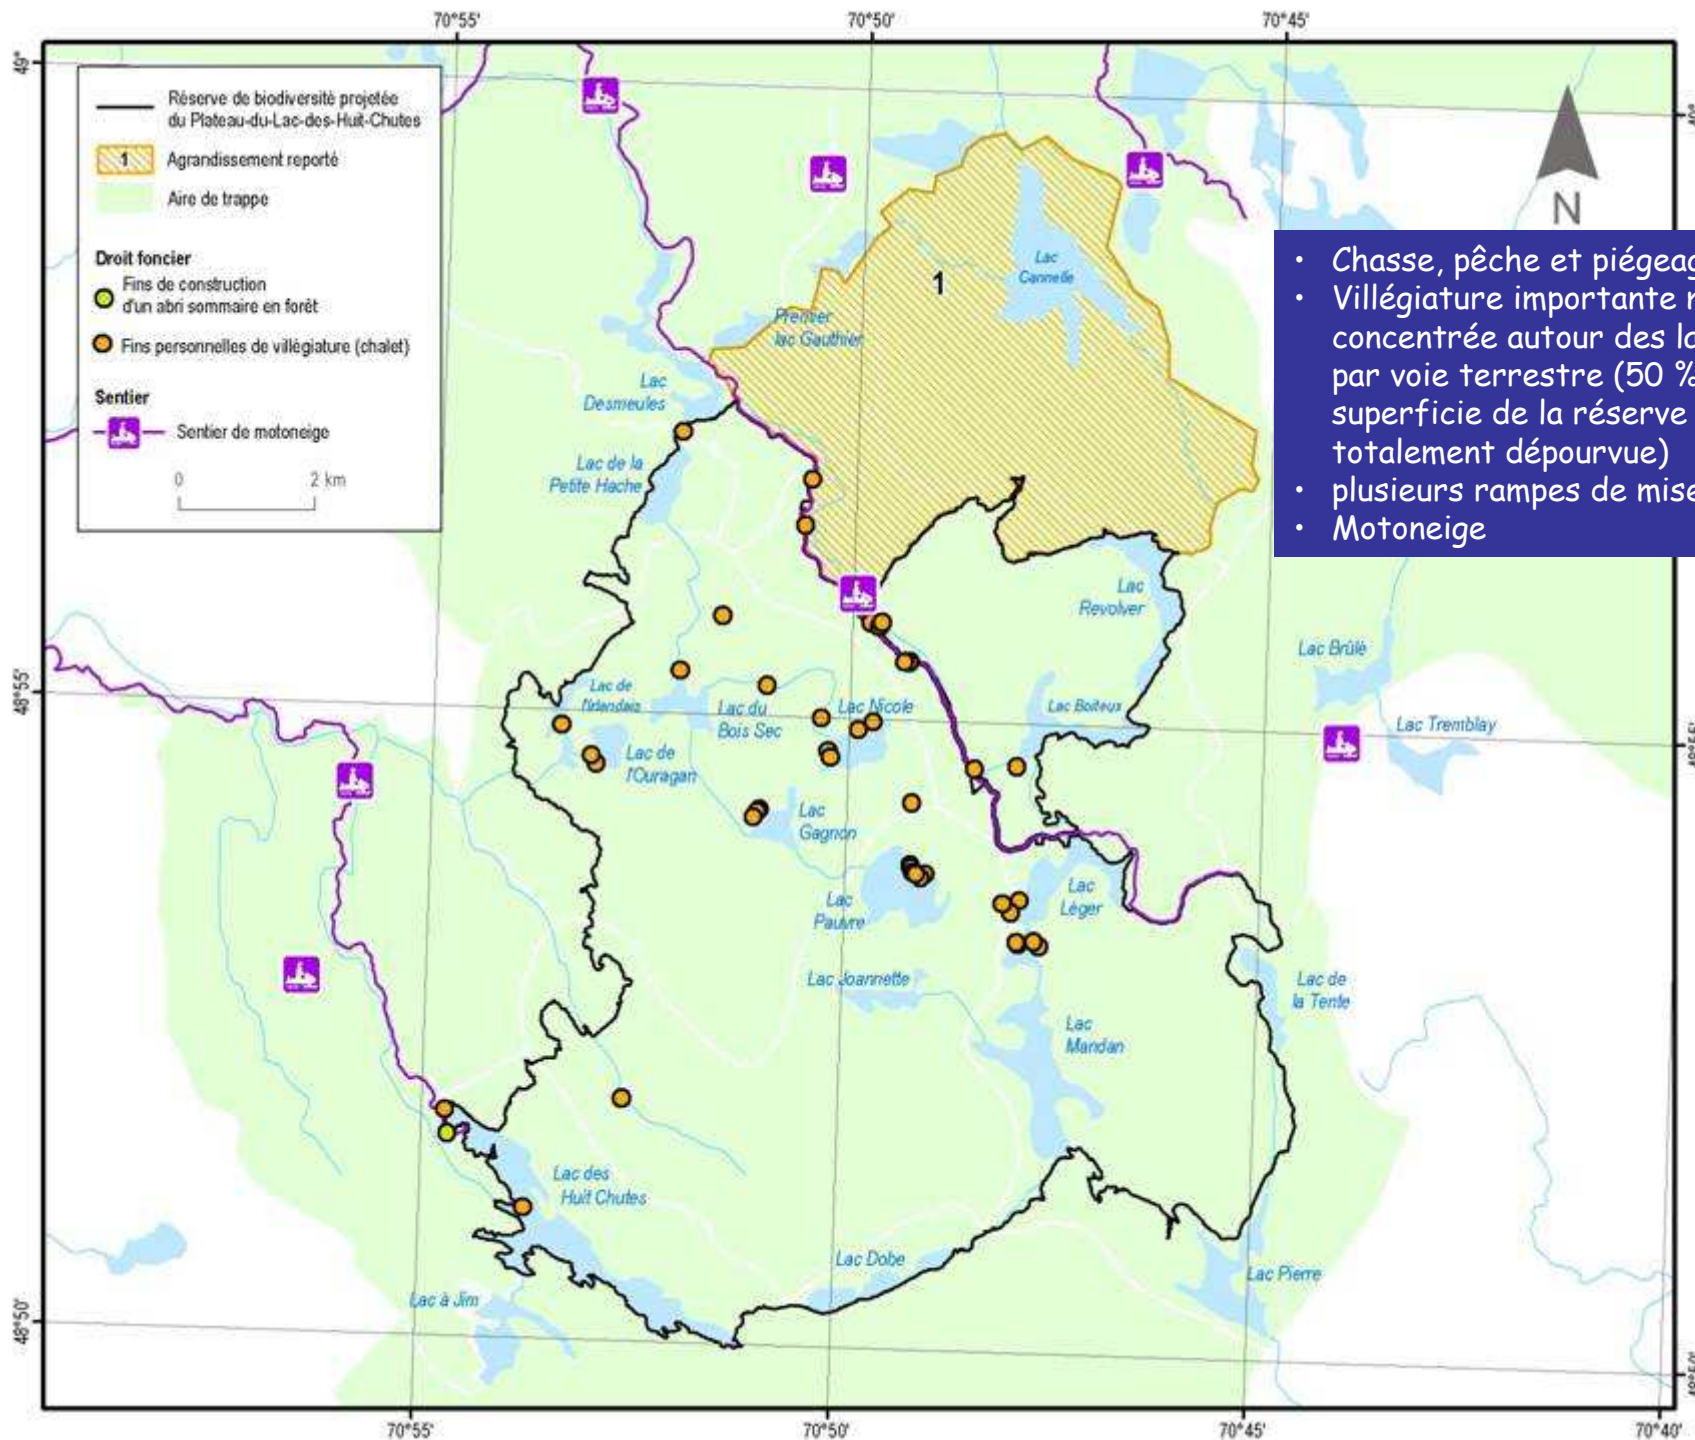 70°55'
70°50'
70°45'
49°
Réserve de biodiversité projetée
du Plateau-du-Lac-des-Huit-Chutes
1
Agrandissement reporté
Aire de trappe
Droit foncier
Fins de construction
d'un abri sommaire en forêt
Fins personnelles de villégiature (chalet)
Sentier
Sentier de motoneige
0
2 km
N
• Chasse, pêche et
• Villégiature importante
concentrée autour des
par voie terrestre (50 %
superficie de la réserve
totalement dépourvue)
• plusieurs rampes de mise
• Motoneige
1
Lac
Cannelle
Premier
lac Gauthier
Lac
Desmeules
Lac de la
Petite Hache
Lac
Revolver
Lac Brûlé
Lac Tremblay
48°55'
Lac de
l'Irlandais
Lac du
Bois Sec
Lac Nicole
Lac Boiteux
Lac de
l'Ouragan
Lac
Gagnon
Lac
Pauvre
Lac
Léger
Lac Joannette
Lac de
la Tente
Lac
Mandan
Lac des
Huit Chutes
Lac Dobe
Lac Pierre
Lac à Jim
48°50'
70°55'
70°50'
70°45'
70°40'